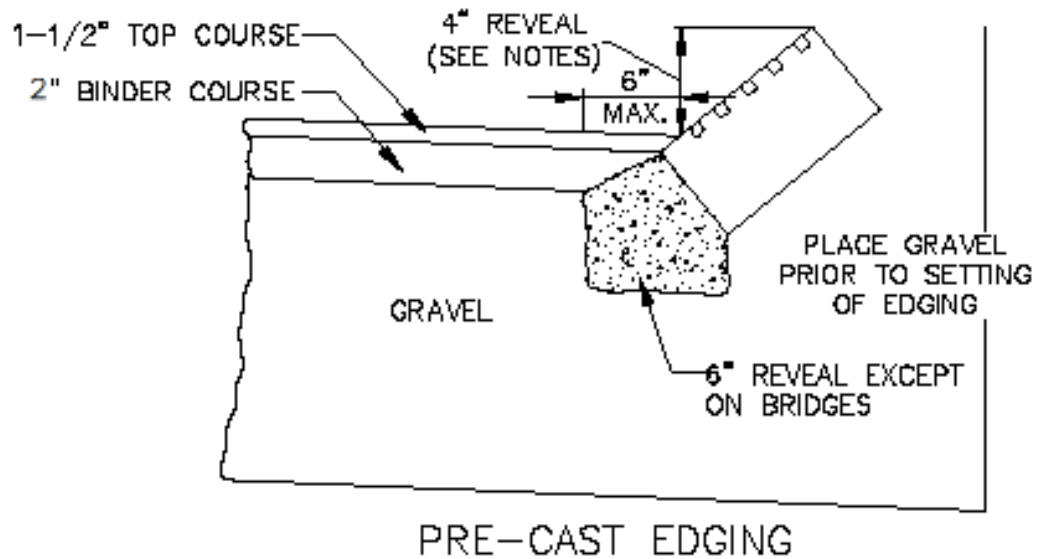 1-1/2" TOP COURSE
2" BINDER COURSE
4" REVEAL
(SEE NOTES)
6"
MAX.
GRAVEL
PLACE GRAVEL
PRIOR TO SETTING
OF EDGING
6" REVEAL EXCEPT
ON BRIDGES
PRE-CAST EDGING